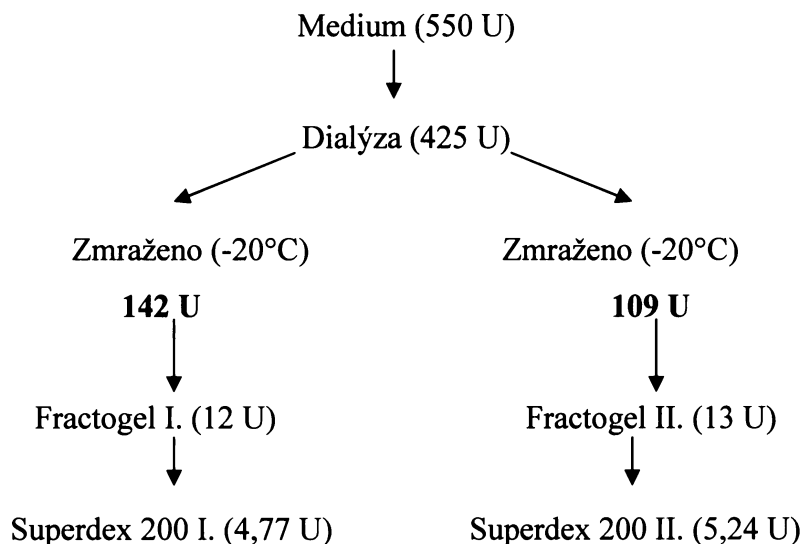 Medium (550 U)
Dialýza (425 U)
Zmraženo (-20°C) Zmraženo (-20°C)
142 U 109 U
Fractogel I. (12 U) Fractogel II. (13 U)
Superdex 200 I. (4,77 U) Superdex 200 II. (5,24 U)